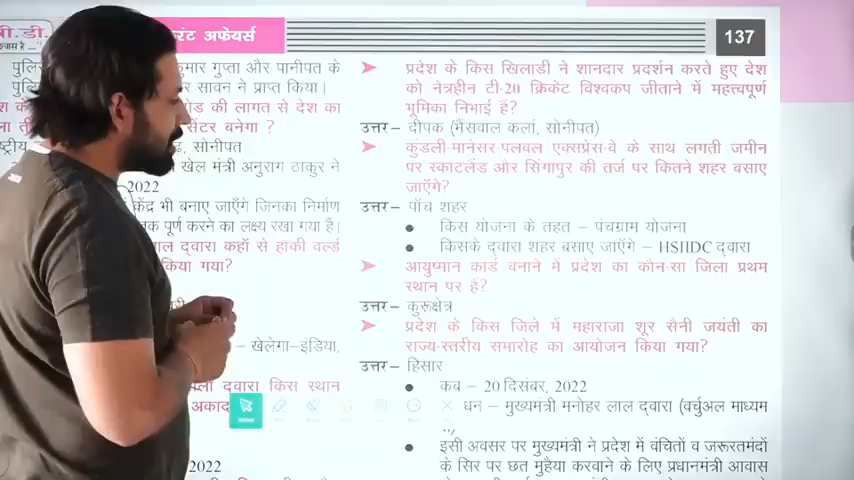 री.डी.
रंट अफेयर्स
137
कुमार गुप्ता और पानीपत के
सावन ने प्राप्त किया।
रोड़ की लागत से देश का
सेंटर बनेगा ?
सोनीपत
खेल मंत्री अनुराग ठाकुर ने
2022
केंद्र भी बनाए जाएँगे जिनका निर्माण
तक पूर्ण करने का लक्ष्य रखा गया है।
लाल द्वारा कहाँ से हाकी वर्ल्ड
किया गया?
– खेलेगा–इंडिया,
द्वारा किस स्थान
2022
प्रदेश के किस खिलाडी ने शानदार प्रदर्शन करते हुए देश
को नेत्रहीन टी-20 क्रिकेट विश्वकप जीताने में महत्त्वपूर्ण
भूमिका निभाई हैं?
उत्तर– दीपक (भैंसवाल कलां, सोनीपत)
कुंडली-मानेसर-पलवल एक्सप्रेस-वे के साथ लगती जमीन
पर स्काटलैंड और सिंगापुर की तर्ज पर कितने शहर बसाए
जाएँगे?
उत्तर– पाँच शहर
● किस योजना के तहत – पंचग्राम योजना
● किसके द्वारा शहर बसाए जाएँगे – HSIIDC द्वारा
आयुष्मान कार्ड बनाने में प्रदेश का कौन-सा जिला प्रथम
स्थान पर हैं?
उत्तर– कुरूक्षेत्र
प्रदेश के किस जिले में महाराजा शूर सैनी जयंती का
राज्य-स्तरीय समारोह का आयोजन किया गया?
उत्तर– हिसार
● कब – 20 दिसंबर, 2022
धन – मुख्यमंत्री मनोहर लाल द्वारा (वर्चुअल माध्यम
● इसी अवसर पर मुख्यमंत्री ने प्रदेश में वंचितों व जरूरतमंदों
के सिर पर छत मुहैया करवाने के लिए प्रधानमंत्री आवास